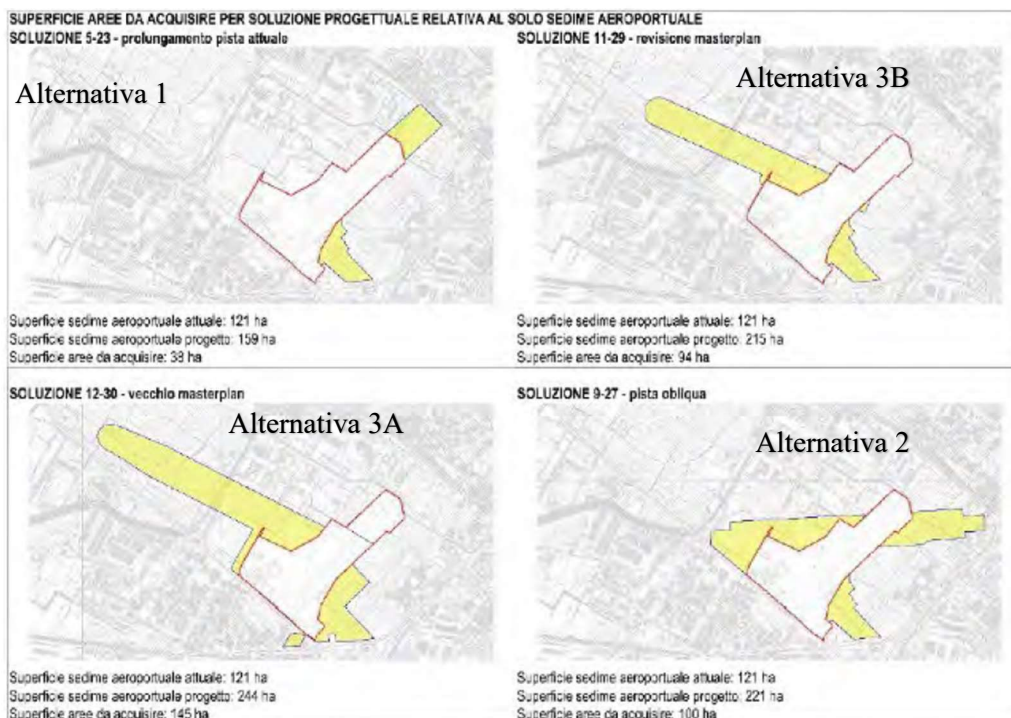 SUPERFICIE AREE DA ACQUISIRE PER SOLUZIONE PROGETTUALE RELATIVA AL SOLO SEDIME AEROPORTUALE
SOLUZIONE 5-23 - prolungamento pista attuale
Alternativa 1
Superficie sedime aeroportuale attuale: 121 ha
Superficie sedime aeroportuale progetto: 159 ha
Superficie aree da acquisire: 38 ha
SOLUZIONE 11-29 - revisione masterplan
Alternativa 3B
Superficie sedime aeroportuale attuale: 121 ha
Superficie sedime aeroportuale progetto: 215 ha
Superficie aree da acquisire: 94 ha
SOLUZIONE 12-30 - vecchio masterplan
Alternativa 3A
Superficie sedime aeroportuale attuale: 121 ha
Superficie sedime aeroportuale progetto: 244 ha
Superficie aree da acquisire: 145 ha
SOLUZIONE 9-27 - pista obliqua
Alternativa 2
Superficie sedime aeroportuale attuale: 121 ha
Superficie sedime aeroportuale progetto: 221 ha
Superficie aree da acquisire: 100 ha